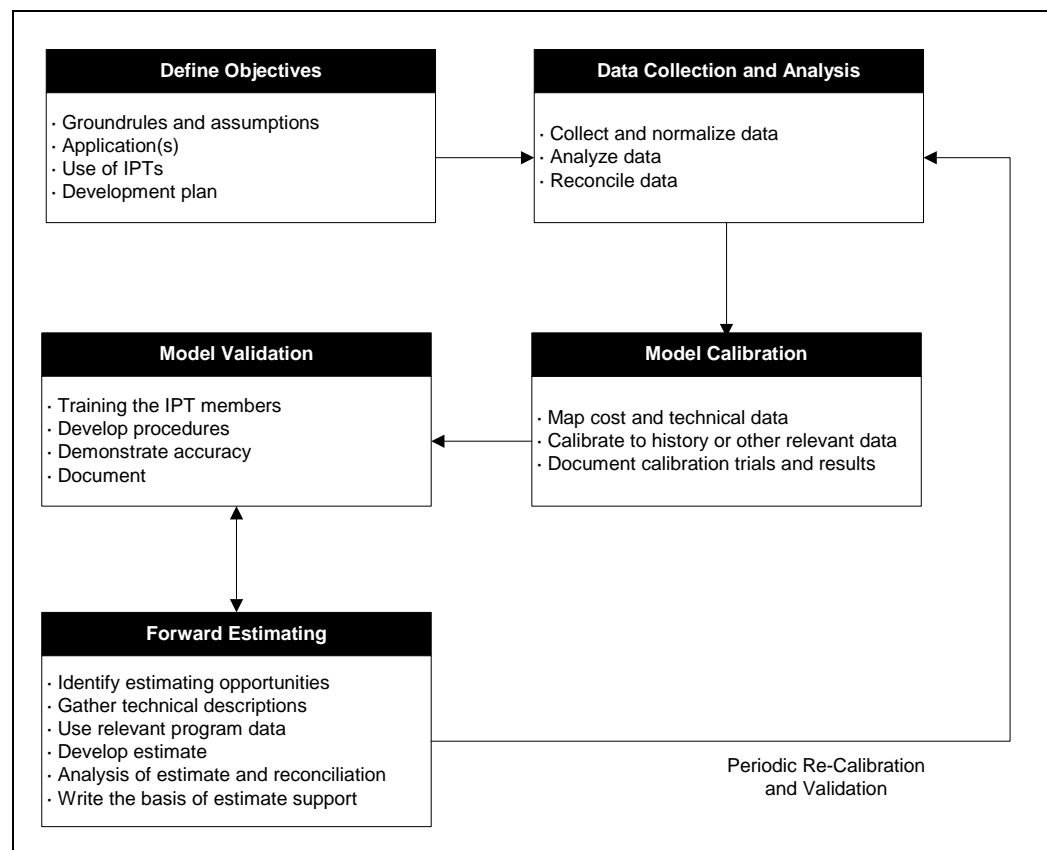 Define Objectives
· Groundrules and assumptions
· Application(s)
· Use of IPTs
· Development plan
Data Collection and Analysis
· Collect and normalize data
· Analyze data
· Reconcile data
Model Validation
· Training the IPT members
· Develop procedures
· Demonstrate accuracy
· Document
Model Calibration
· Map cost and technical data
· Calibrate to history or other relevant data
· Document calibration trials and results
Forward Estimating
· Identify estimating opportunities
· Gather technical descriptions
· Use relevant program data
· Develop estimate
· Analysis of estimate and reconciliation
· Write the basis of estimate support
Periodic Re-Calibration
and Validation